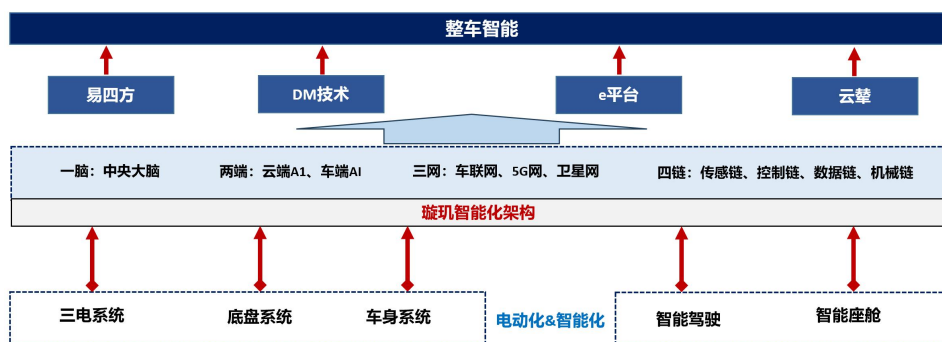 整车智能
易四方 DM技术 e平台 云辇
一脑：中央大脑 两端：云端A1、车端AI 三网：车联网、5G网、卫星网 四链：传感链、控制链、数据链、机械链
璇玑智能化架构
三电系统 底盘系统 车身系统 电动化&智能化 智能驾驶 智能座舱